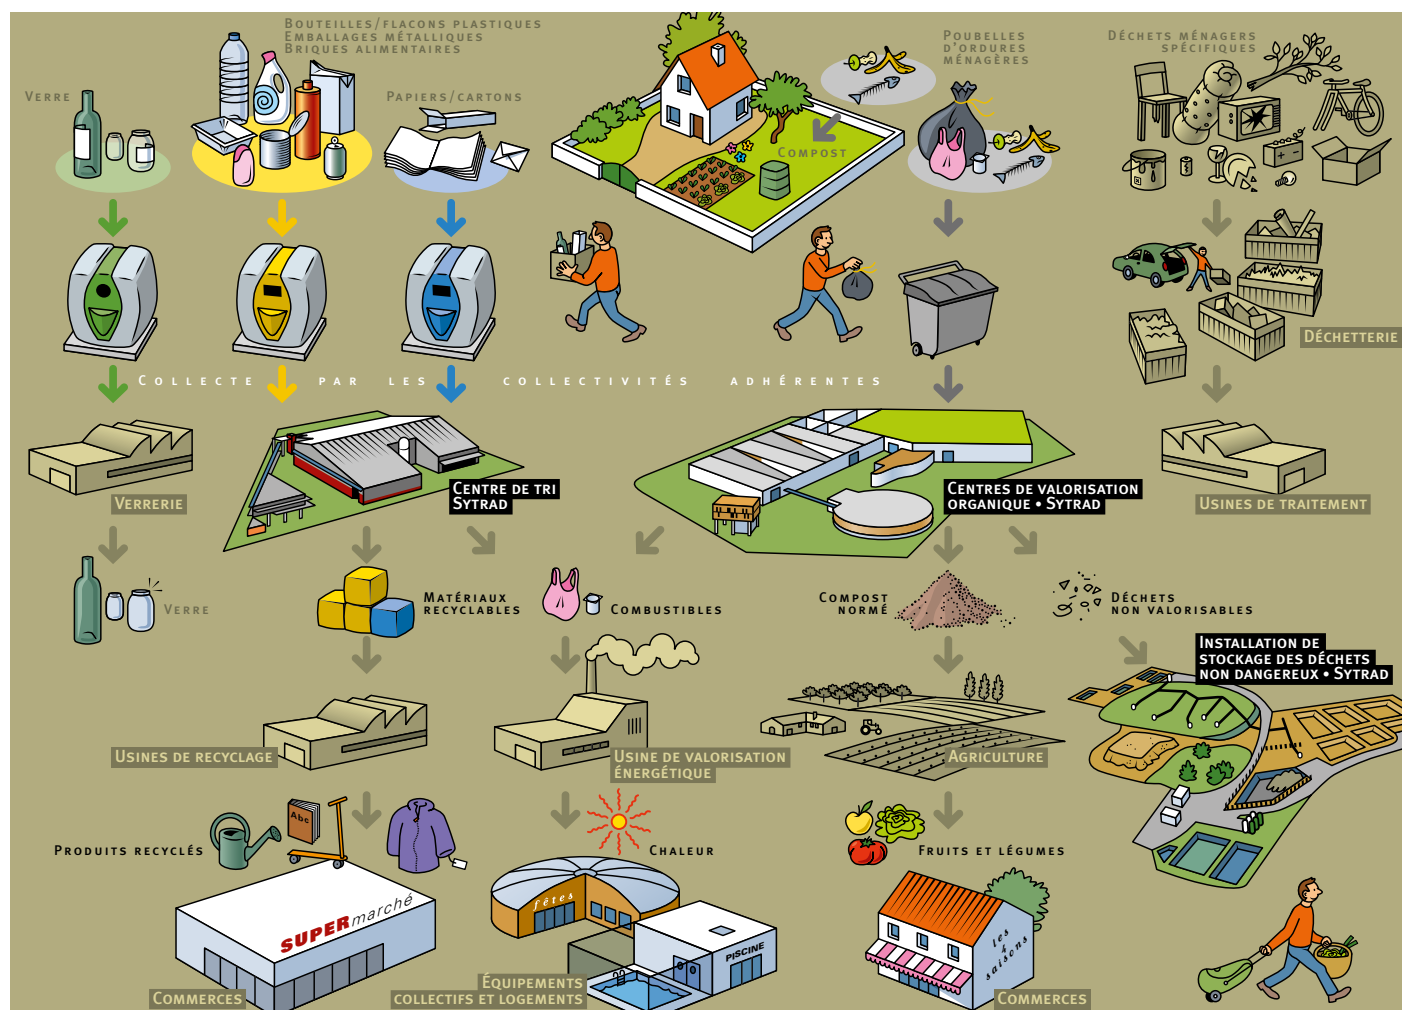 Bouteilles/flacons plastiques
Emballages métalliques
Briques alimentaires
Poubelles
d'ordures
ménagères
Déchets ménagers
spécifiques
Verre
Papiers/cartons
Compost
Déchetterie
Collecte par les collectivités adhérentes
Verrerie
Centre de tri
Sytrad
Centres de valorisation
organique • Sytrad
Usines de traitement
Verre
Matériaux
recyclables
Combustibles
Compost
normé
Déchets
non valorisables
Installation de
stockage des déchets
non dangereux • Sytrad
Usines de recyclage
Usine de valorisation
énergétique
Agriculture
Abc
Produits recyclés
Chaleur
Fruits et légumes
SUPERmarché
fêtes
PISCINE
les
4
saisons
Commerces
Équipements
collectifs et logements
Commerces